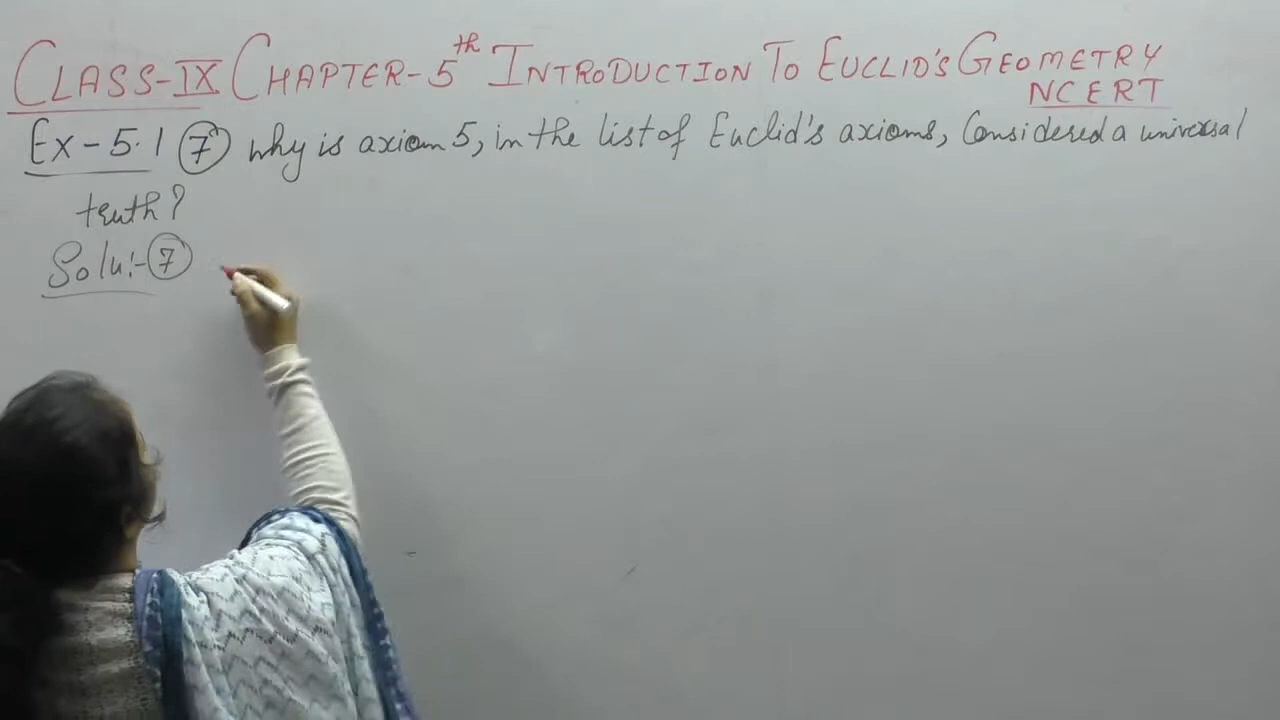 CLASS-IX CHAPTER-5th INTRODUCTION TO EUCLID'S GEOMETRY
NCERT
Ex-5.1 7 Why is axiom 5, in the list of Euclid's axioms, Considered a universal
truth?
Solu:- 7